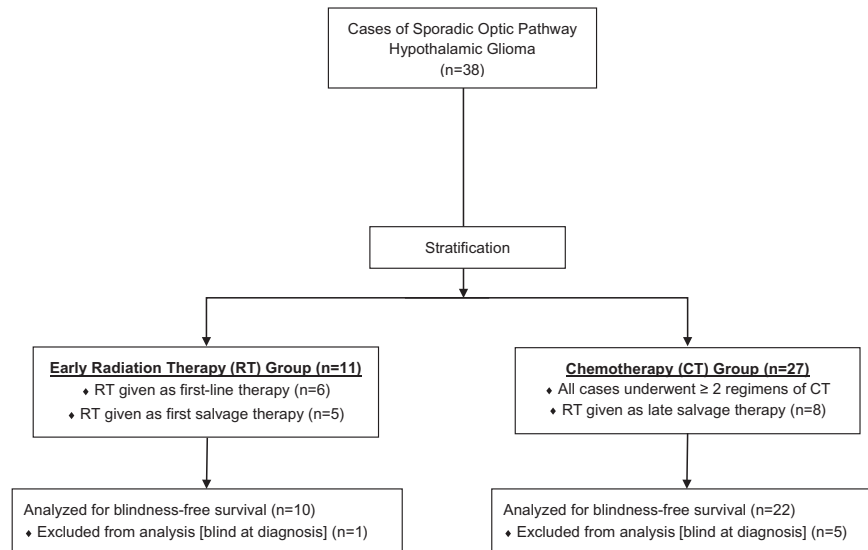 Cases of Sporadic Optic Pathway
Hypothalamic Glioma
(n=38)
Stratification
Early Radiation Therapy (RT) Group (n=11)
♦ RT given as first-line therapy (n=6)
♦ RT given as first salvage therapy (n=5)
Chemotherapy (CT) Group (n=27)
♦ All cases underwent ≥ 2 regimens of CT
♦ RT given as late salvage therapy (n=8)
Analyzed for blindness-free survival (n=10)
♦ Excluded from analysis [blind at diagnosis] (n=1)
Analyzed for blindness-free survival (n=22)
♦ Excluded from analysis [blind at diagnosis] (n=5)